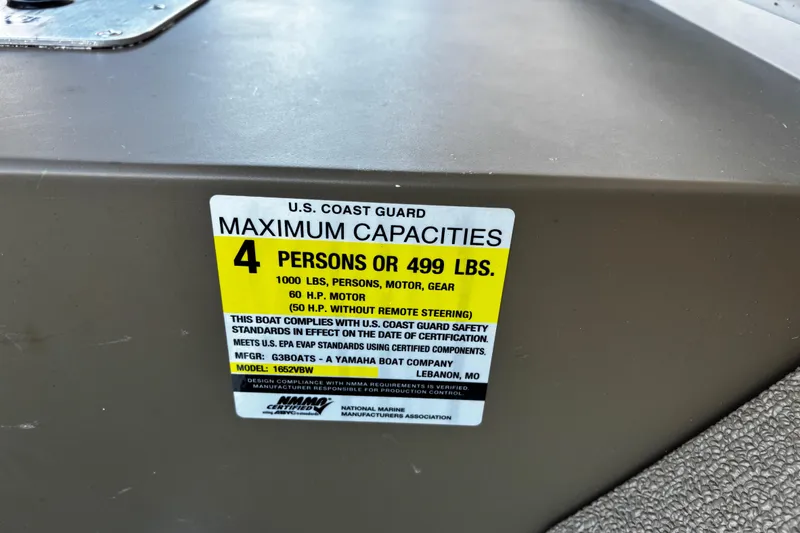 U.S. COAST GUARD
MAXIMUM CAPACITIES
4 PERSONS OR 499 LBS.
1000 LBS, PERSONS, MOTOR, GEAR
60 H.P. MOTOR
(50 H.P. WITHOUT REMOTE STEERING)
THIS BOAT COMPLIES WITH U.S. COAST GUARD SAFETY
STANDARDS IN EFFECT ON THE DATE OF CERTIFICATION.
MEETS U.S. EPA EVAP STANDARDS USING CERTIFIED COMPONENTS.
MFGR: G3BOATS - A YAMAHA BOAT COMPANY
MODEL: 1652VBW LEBANON, MO
DESIGN COMPLIANCE WITH NMMA REQUIREMENTS IS VERIFIED.
MANUFACTURER RESPONSIBLE FOR PRODUCTION CONTROL.
NMMA
CERTIFIED
using ABYC standards
NATIONAL MARINE
MANUFACTURERS ASSOCIATION